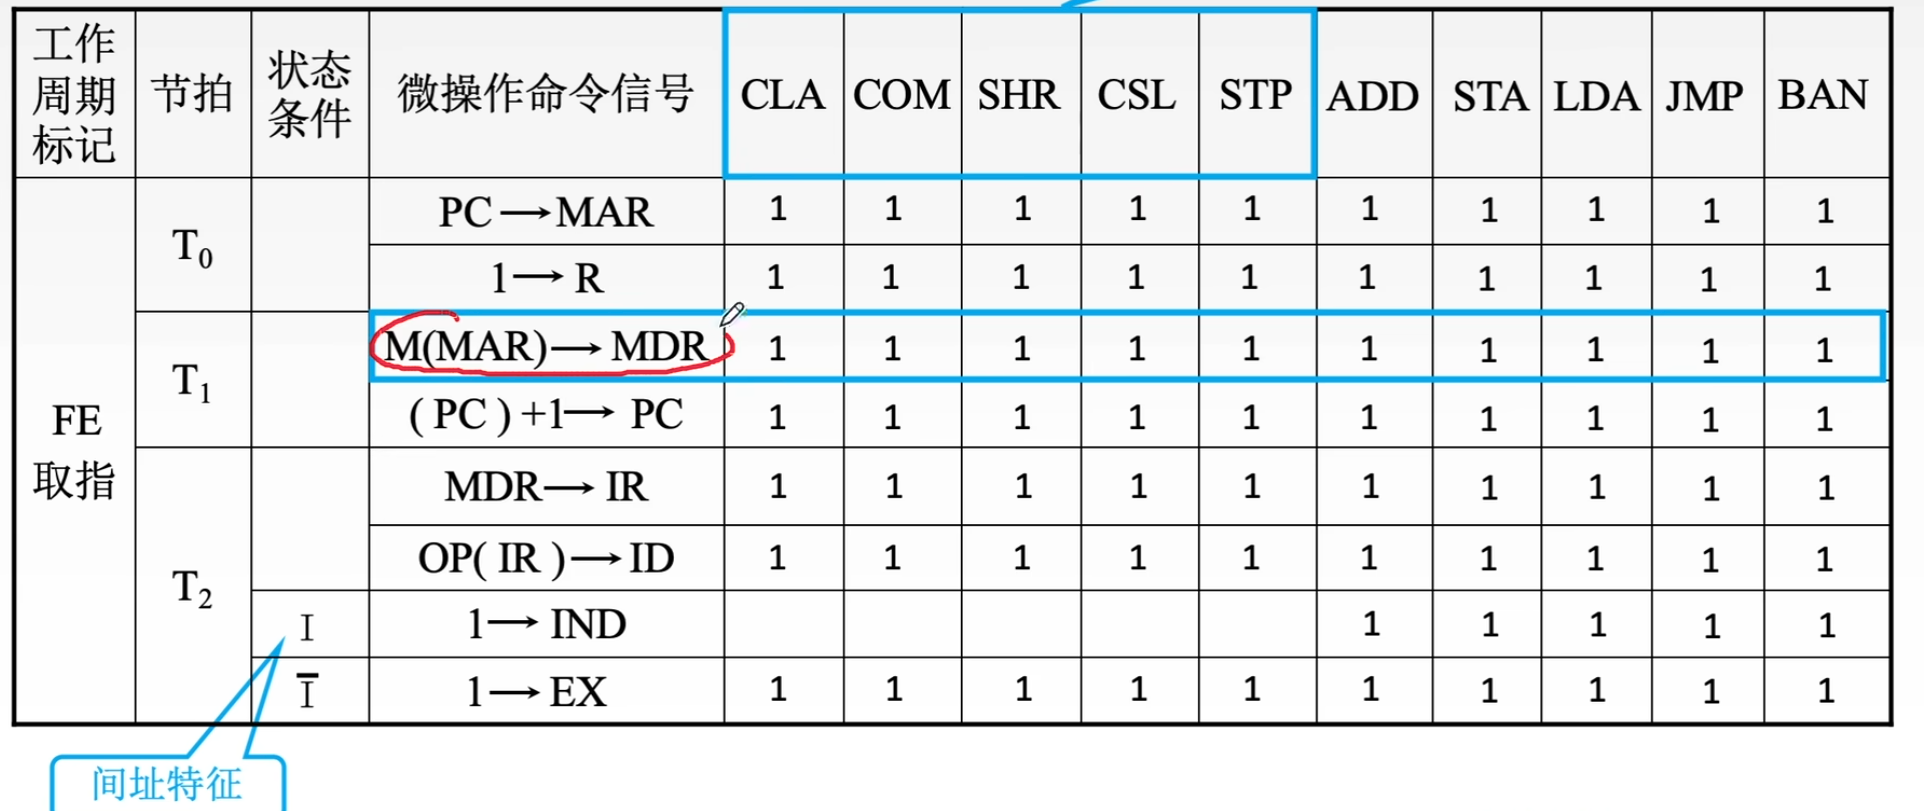 工作周期标记 节拍 状态条件 微操作命令信号 CLA COM SHR CSL STP ADD STA LDA JMP BAN
FE 取指 T₀ PC→MAR 1 1 1 1 1 1 1 1 1 1
1→R 1 1 1 1 1 1 1 1 1 1
T₁ M(MAR)→MDR 1 1 1 1 1 1 1 1 1 1
(PC)+1→PC 1 1 1 1 1 1 1 1 1 1
T₂ MDR→IR 1 1 1 1 1 1 1 1 1 1
OP(IR)→ID 1 1 1 1 1 1 1 1 1 1
I 1→IND 1 1 1 1 1
Ī 1→EX 1 1 1 1 1 1 1 1 1 1
间址特征